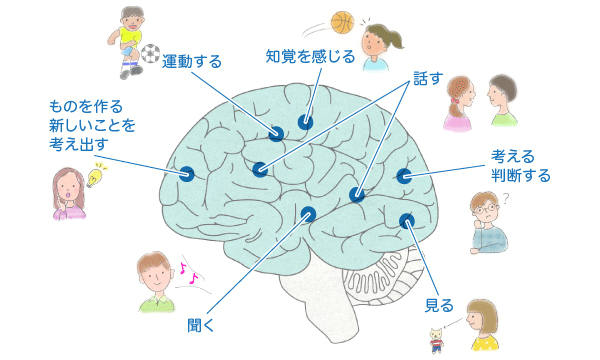 運動する
知覚を感じる
話す
ものを作る
新しいことを
考え出す
考える
判断する
?
聞く
見る